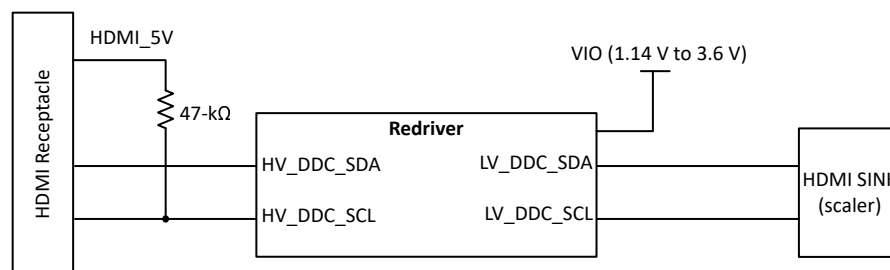 HDMI_5V
VIO (1.14 V to 3.6 V)
47-kΩ
HDMI Receptacle
Redriver
HV_DDC_SDA
LV_DDC_SDA
HV_DDC_SCL
LV_DDC_SCL
HDMI SINK
(scaler)